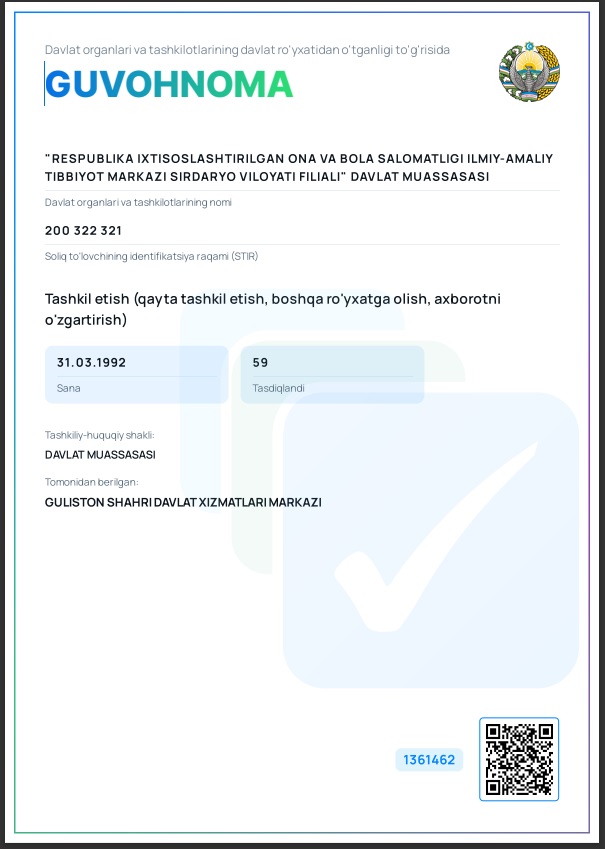 Davlat organlari va tashkilotlarining davlat ro'yxatidan o'tganligi to'g'risida
GUVOHNOMA
"RESPUBLIKA IXTISOSLASHTIRILGAN ONA VA BOLA SALOMATLIGI ILMIY-AMALIY
TIBBIYOT MARKAZI SIRDARYO VILOYATI FILIALI" DAVLAT MUASSASASI
Davlat organlari va tashkilotlarining nomi
200 322 321
Soliq to'lovchining identifikatsiya raqami (STIR)
Tashkil etish (qayta tashkil etish, boshqa ro'yxatga olish, axborotni
o'zgartirish)
31.03.1992
Sana
59
Tasdiqlandi
Tashkiliy-huquqiy shakli:
DAVLAT MUASSASASI
Tomonidan berilgan:
GULISTON SHAHRI DAVLAT XIZMATLARI MARKAZI
1361462